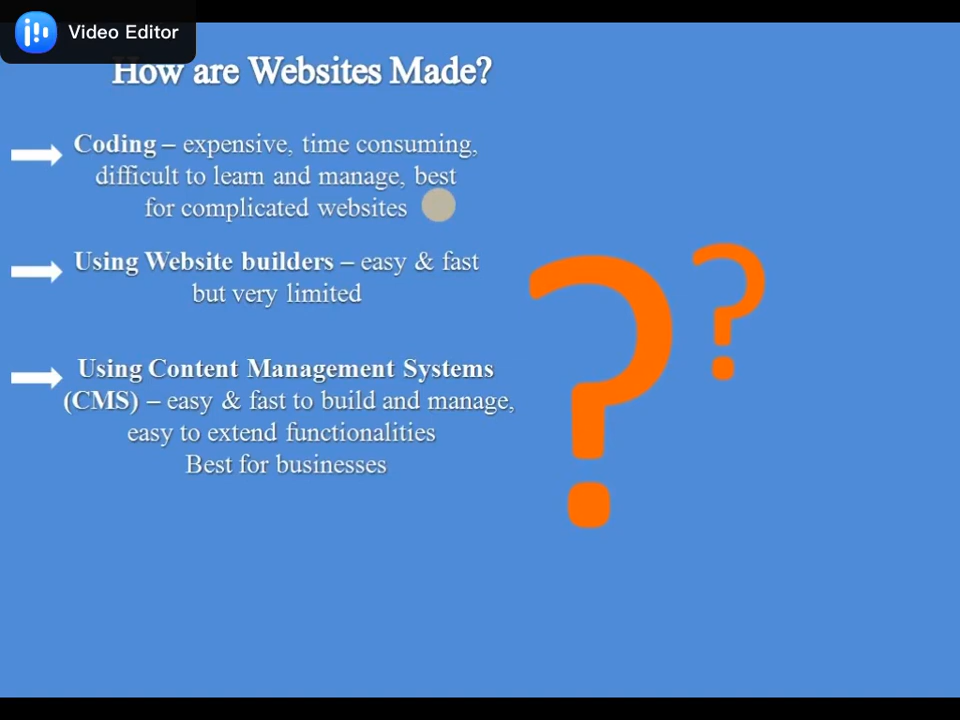 Video Editor
How are Websites Made?
Coding – expensive, time consuming,
difficult to learn and manage, best
for complicated websites
Using Website builders – easy & fast
but very limited
Using Content Management Systems
(CMS) – easy & fast to build and manage,
easy to extend functionalities
Best for businesses
? ?